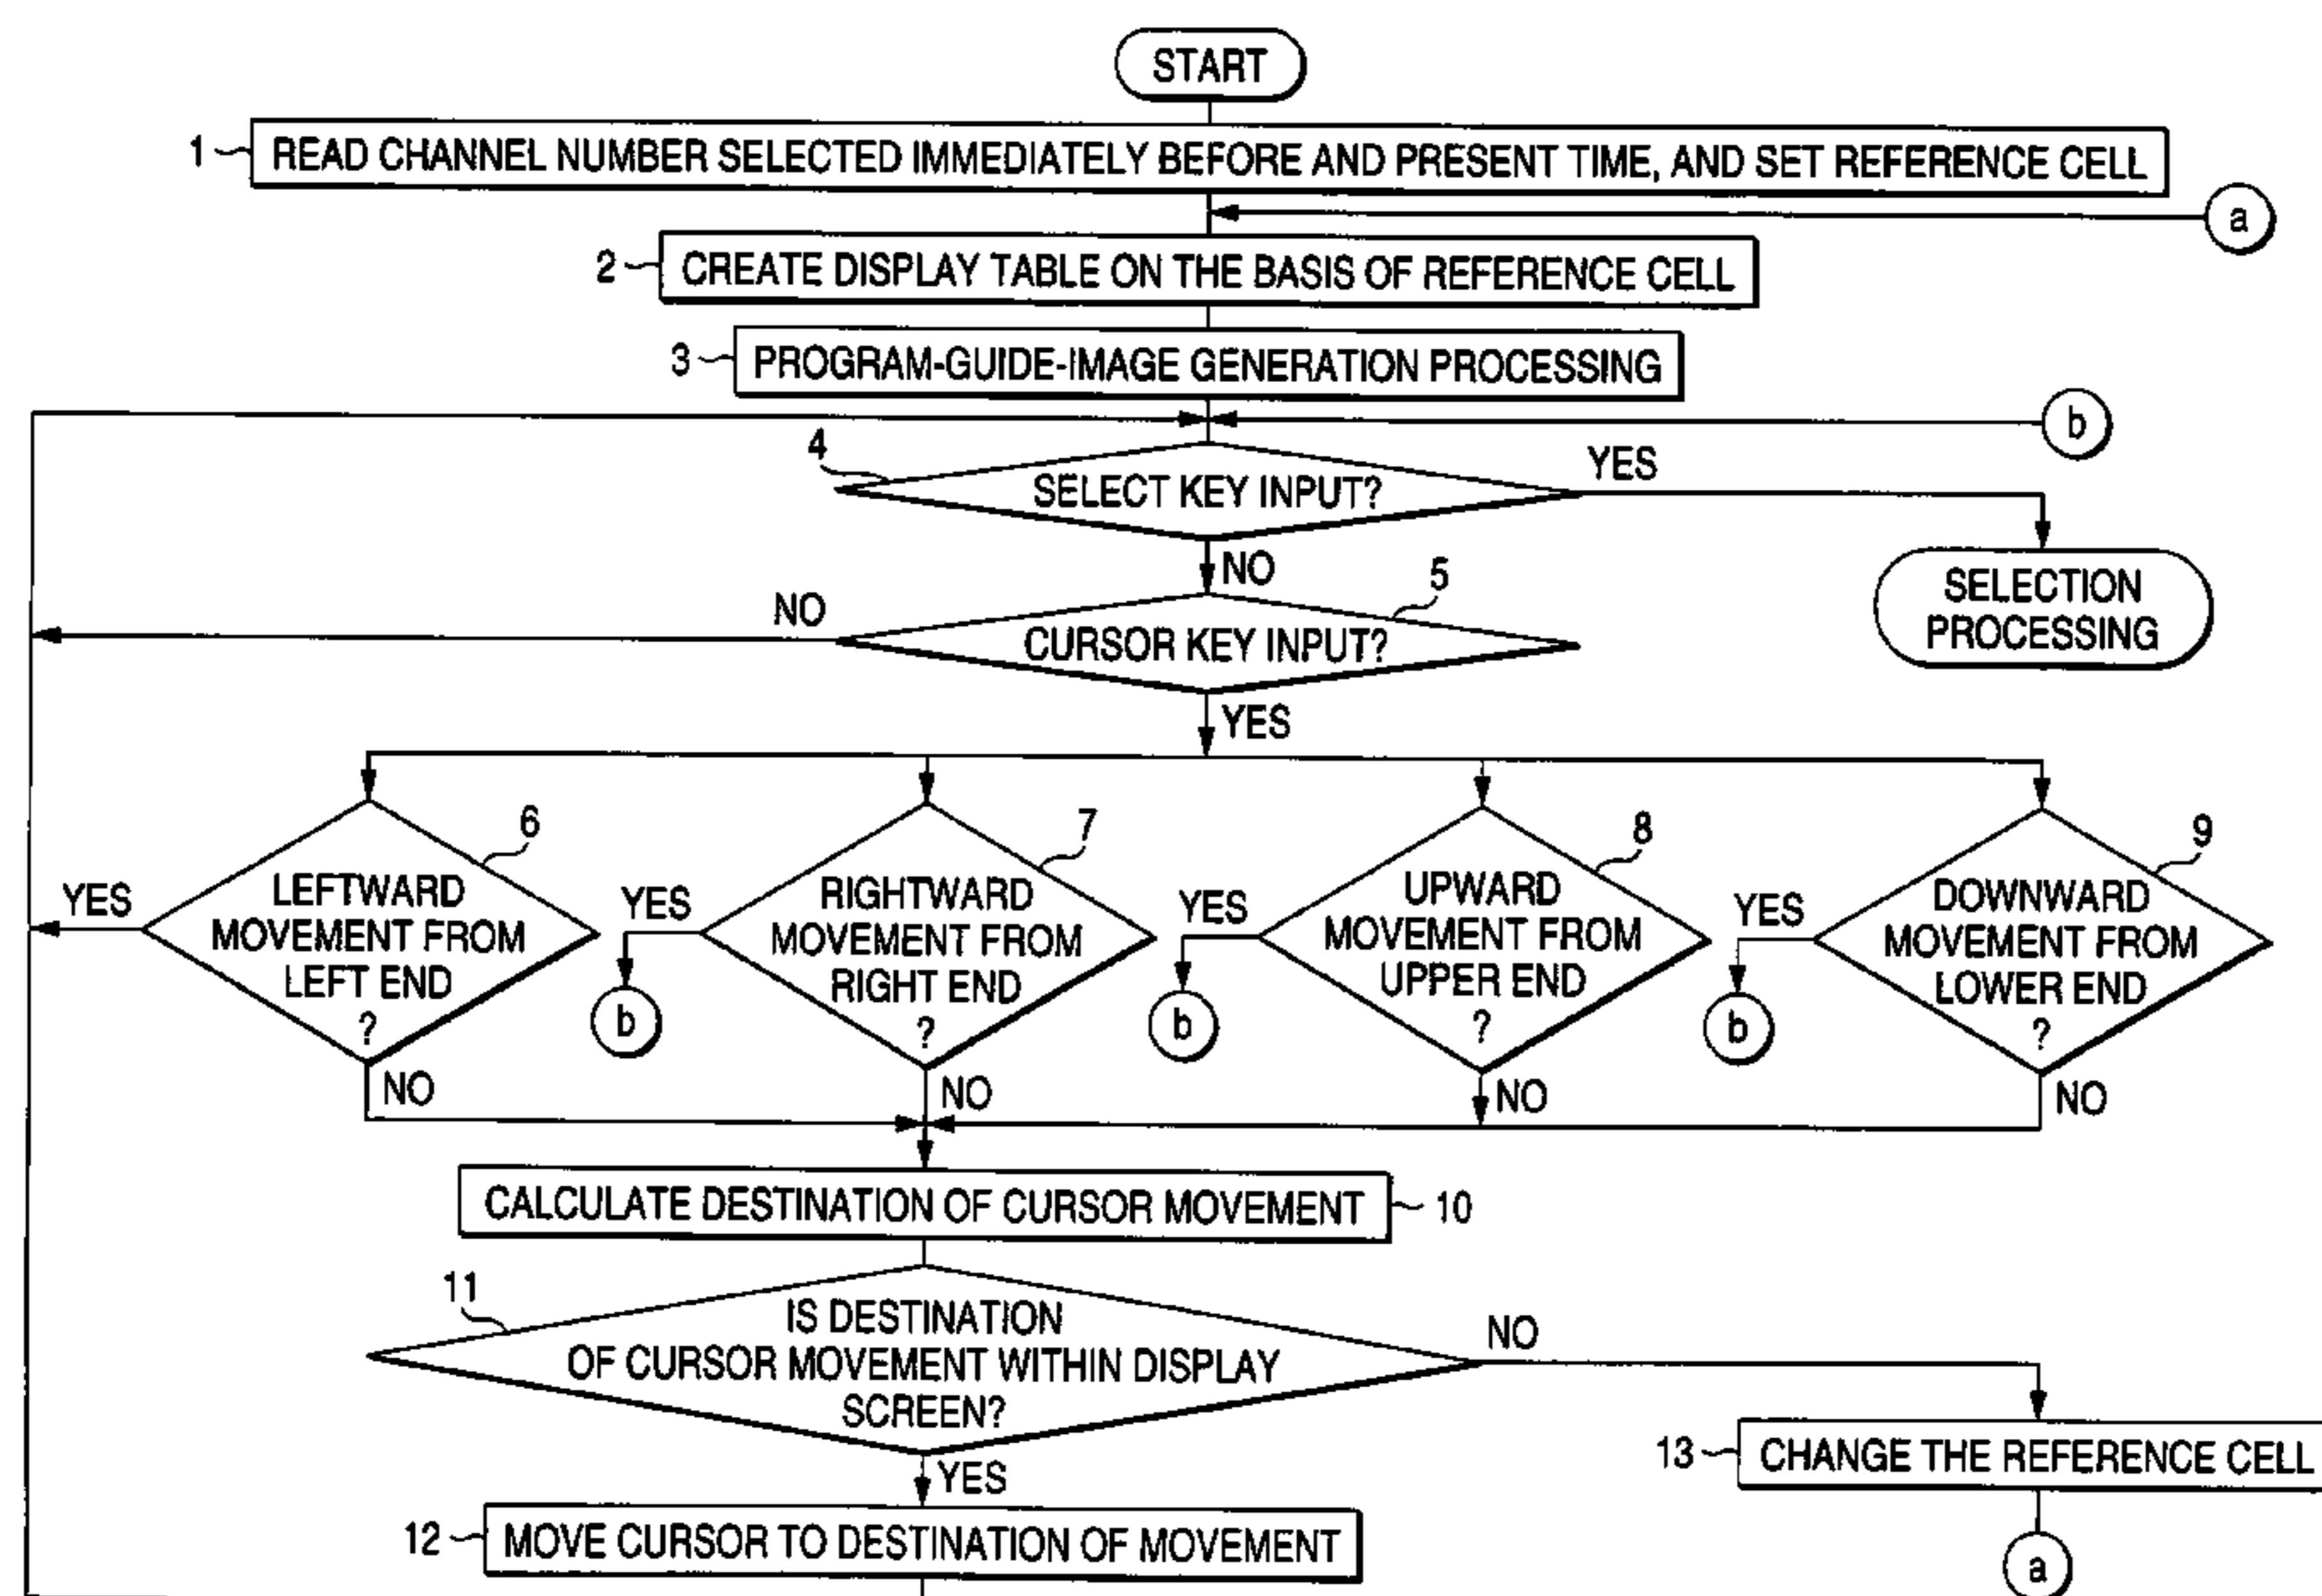 START
1
READ CHANNEL NUMBER SELECTED IMMEDIATELY BEFORE AND PRESENT TIME, AND SET REFERENCE CELL
a
2
CREATE DISPLAY TABLE ON THE BASIS OF REFERENCE CELL
3
PROGRAM-GUIDE-IMAGE GENERATION PROCESSING
b
4
SELECT KEY INPUT?
YES
NO
SELECTION
PROCESSING
5
NO
CURSOR KEY INPUT?
YES
6
YES
LEFTWARD
MOVEMENT FROM
LEFT END
?
NO
7
YES
b
RIGHTWARD
MOVEMENT FROM
RIGHT END
?
NO
8
YES
b
UPWARD
MOVEMENT FROM
UPPER END
?
NO
9
YES
b
DOWNWARD
MOVEMENT FROM
LOWER END
?
NO
CALCULATE DESTINATION OF CURSOR MOVEMENT
10
11
IS DESTINATION
OF CURSOR MOVEMENT WITHIN DISPLAY
SCREEN?
NO
YES
13
CHANGE THE REFERENCE CELL
12
MOVE CURSOR TO DESTINATION OF MOVEMENT
a